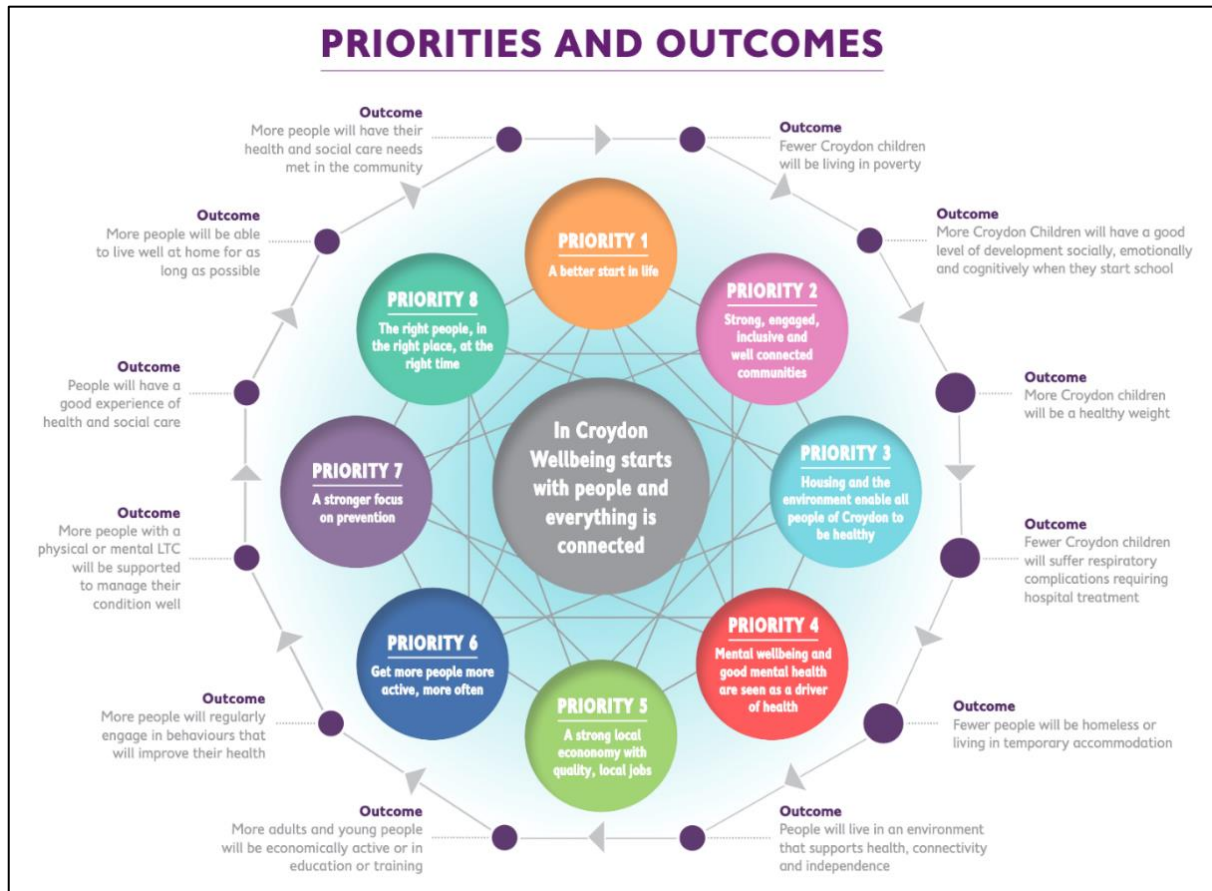 PRIORITIES AND OUTCOMES
Outcome
More people will have their
health and social care needs
met in the community
Outcome
Fewer Croydon children
will be living in poverty
Outcome
More people will be able
to live well at home for as
long as possible
Outcome
More Croydon Children will have a good
level of development socially, emotionally
and cognitively when they start school
Outcome
People will have a
good experience of
health and social care
Outcome
More Croydon children
will be a healthy weight
Outcome
More people with a
physical or mental LTC
will be supported
to manage their
condition well
Outcome
Fewer Croydon children
will suffer respiratory
complications requiring
hospital treatment
Outcome
More people will regularly
engage in behaviours that
will improve their health
Outcome
Fewer people will be homeless or
living in temporary accommodation
Outcome
More adults and young people
will be economically active or in
education or training
Outcome
People will live in an environment
that supports health, connectivity
and independence
PRIORITY 1
A better start in life
PRIORITY 2
Strong, engaged,
inclusive and
well connected
communities
PRIORITY 3
Housing and the
environment enable all
people of Croydon to
be healthy
PRIORITY 4
Mental wellbeing and
good mental health
are seen as a driver
of health
PRIORITY 5
A strong local
econonomy with
quality, local jobs
PRIORITY 6
Get more people more
active, more often
PRIORITY 7
A stronger focus
on prevention
PRIORITY 8
The right people, in
the right place, at the
right time
In Croydon
Wellbeing starts
with people and
everything is
connected